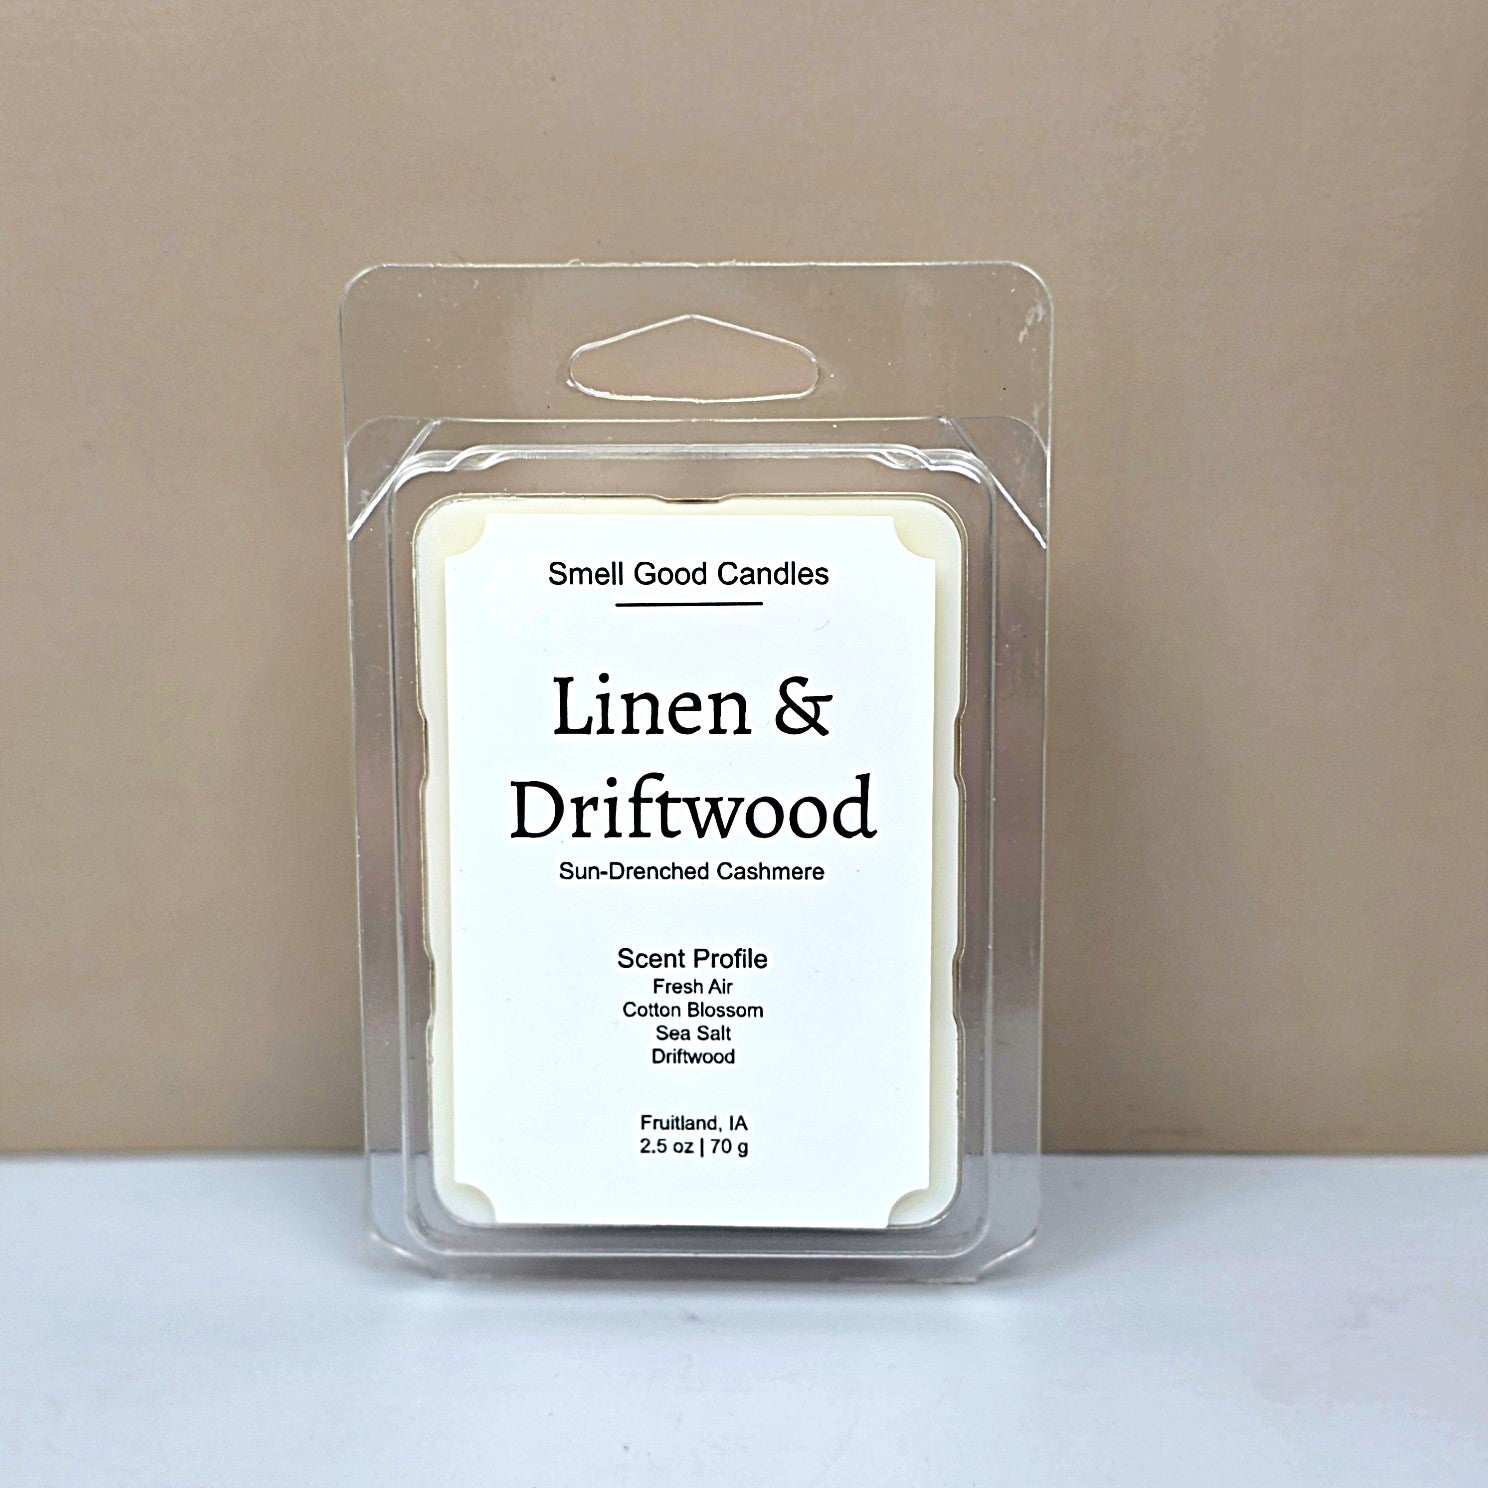 Smell Good Candles
Linen &
Driftwood
Sun-Drenched Cashmere
Scent Profile
Fresh Air
Cotton Blossom
Sea Salt
Driftwood
Fruitland, IA
2.5 oz | 70 g